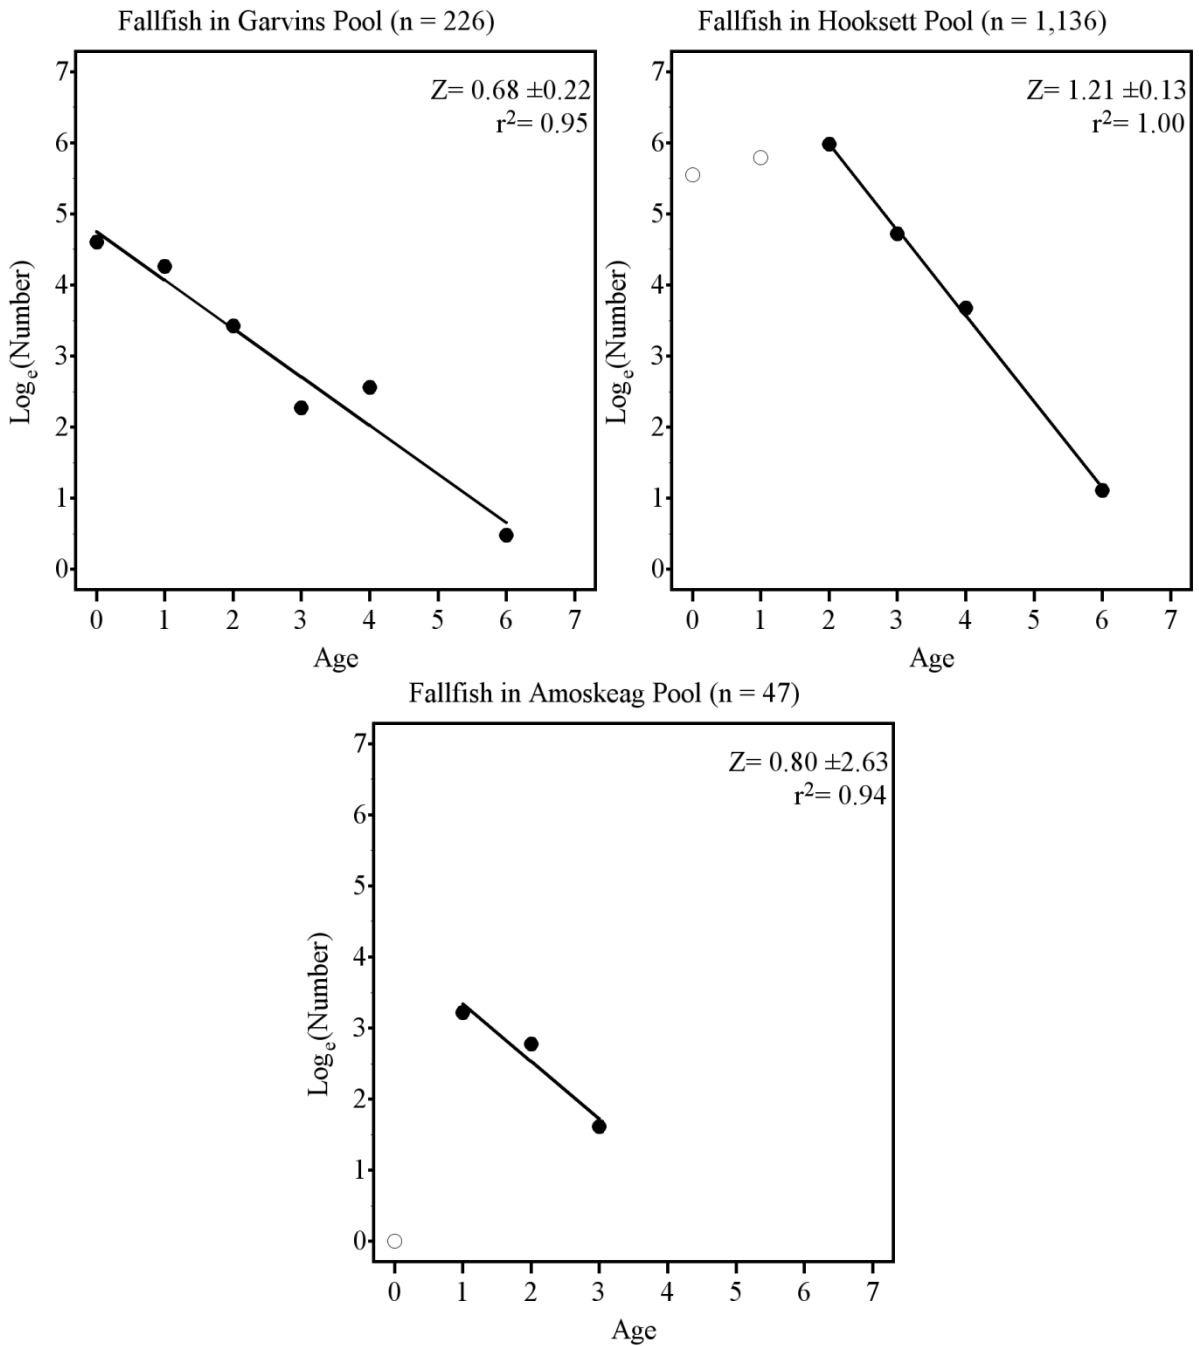 Fallfish in Garvins Pool (n = 226)
Z= 0.68 ±0.22
r²= 0.95
7
6
5
4
3
2
1
0
Logₑ(Number)
0 1 2 3 4 5 6 7
Age
Fallfish in Hooksett Pool (n = 1,136)
Z= 1.21 ±0.13
r²= 1.00
7
6
5
4
3
2
1
0
Logₑ(Number)
0 1 2 3 4 5 6 7
Age
Fallfish in Amoskeag Pool (n = 47)
Z= 0.80 ±2.63
r²= 0.94
7
6
5
4
3
2
1
0
Logₑ(Number)
0 1 2 3 4 5 6 7
Age